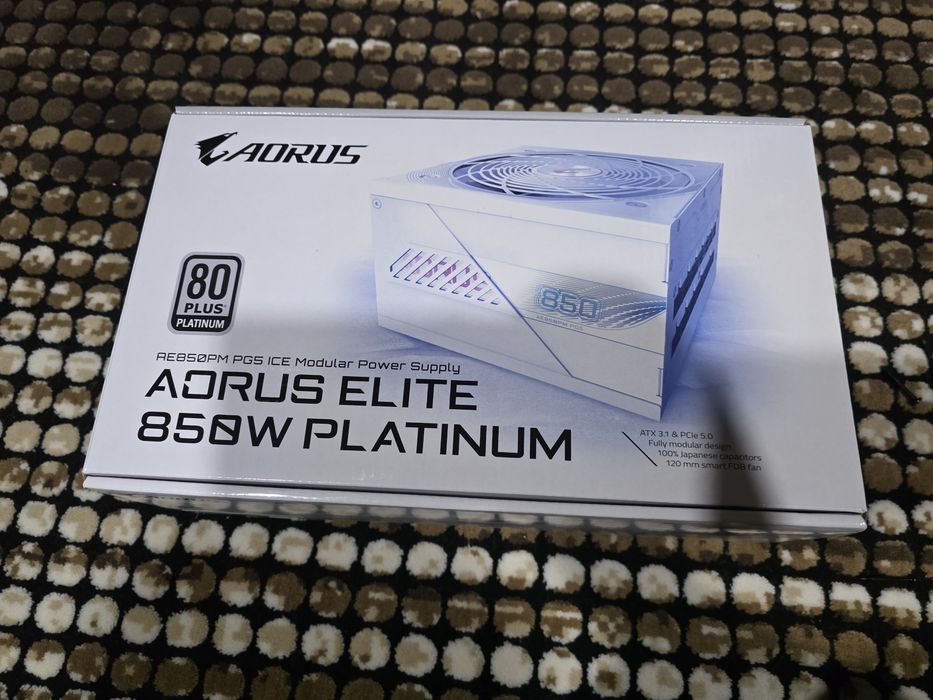 AORUS
80
PLUS
PLATINUM
850
RE850PM PG5 ICE Modular Power Supply
AORUS ELITE
850W PLATINUM
ATX 3.1 & PCIe 5.0
Fully modular design
100% Japanese capacitors
120 mm smart FDB fan